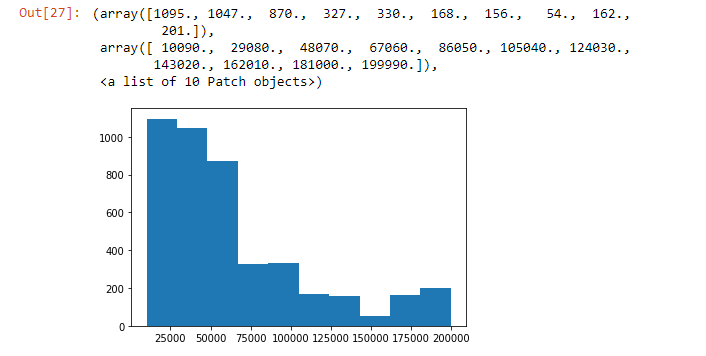 Out[27]: (array([1095., 1047., 870., 327., 330., 168., 156., 54., 162.,
201.]),
array([ 10090., 29080., 48070., 67060., 86050., 105040., 124030.,
143020., 162010., 181000., 199990.]),
<a list of 10 Patch objects>)
1000
800
600
400
200
0
25000 50000 75000 100000 125000 150000 175000 200000